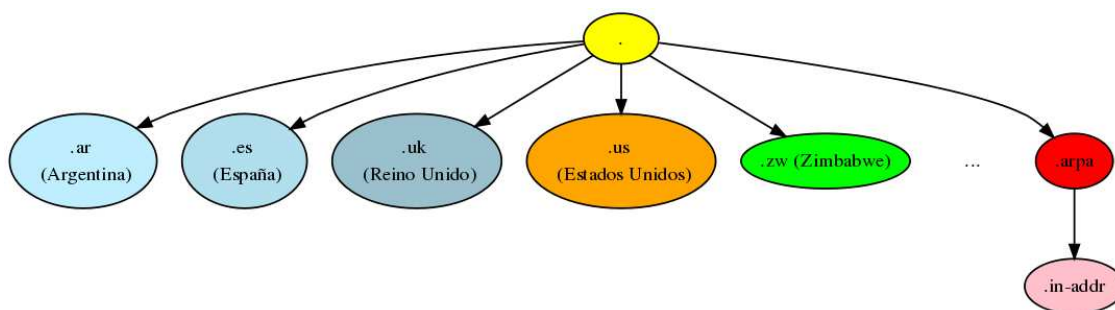 .
.ar
(Argentina)
.es
(España)
.uk
(Reino Unido)
.us
(Estados Unidos)
.zw (Zimbabwe)
...
.arpa
.in-addr